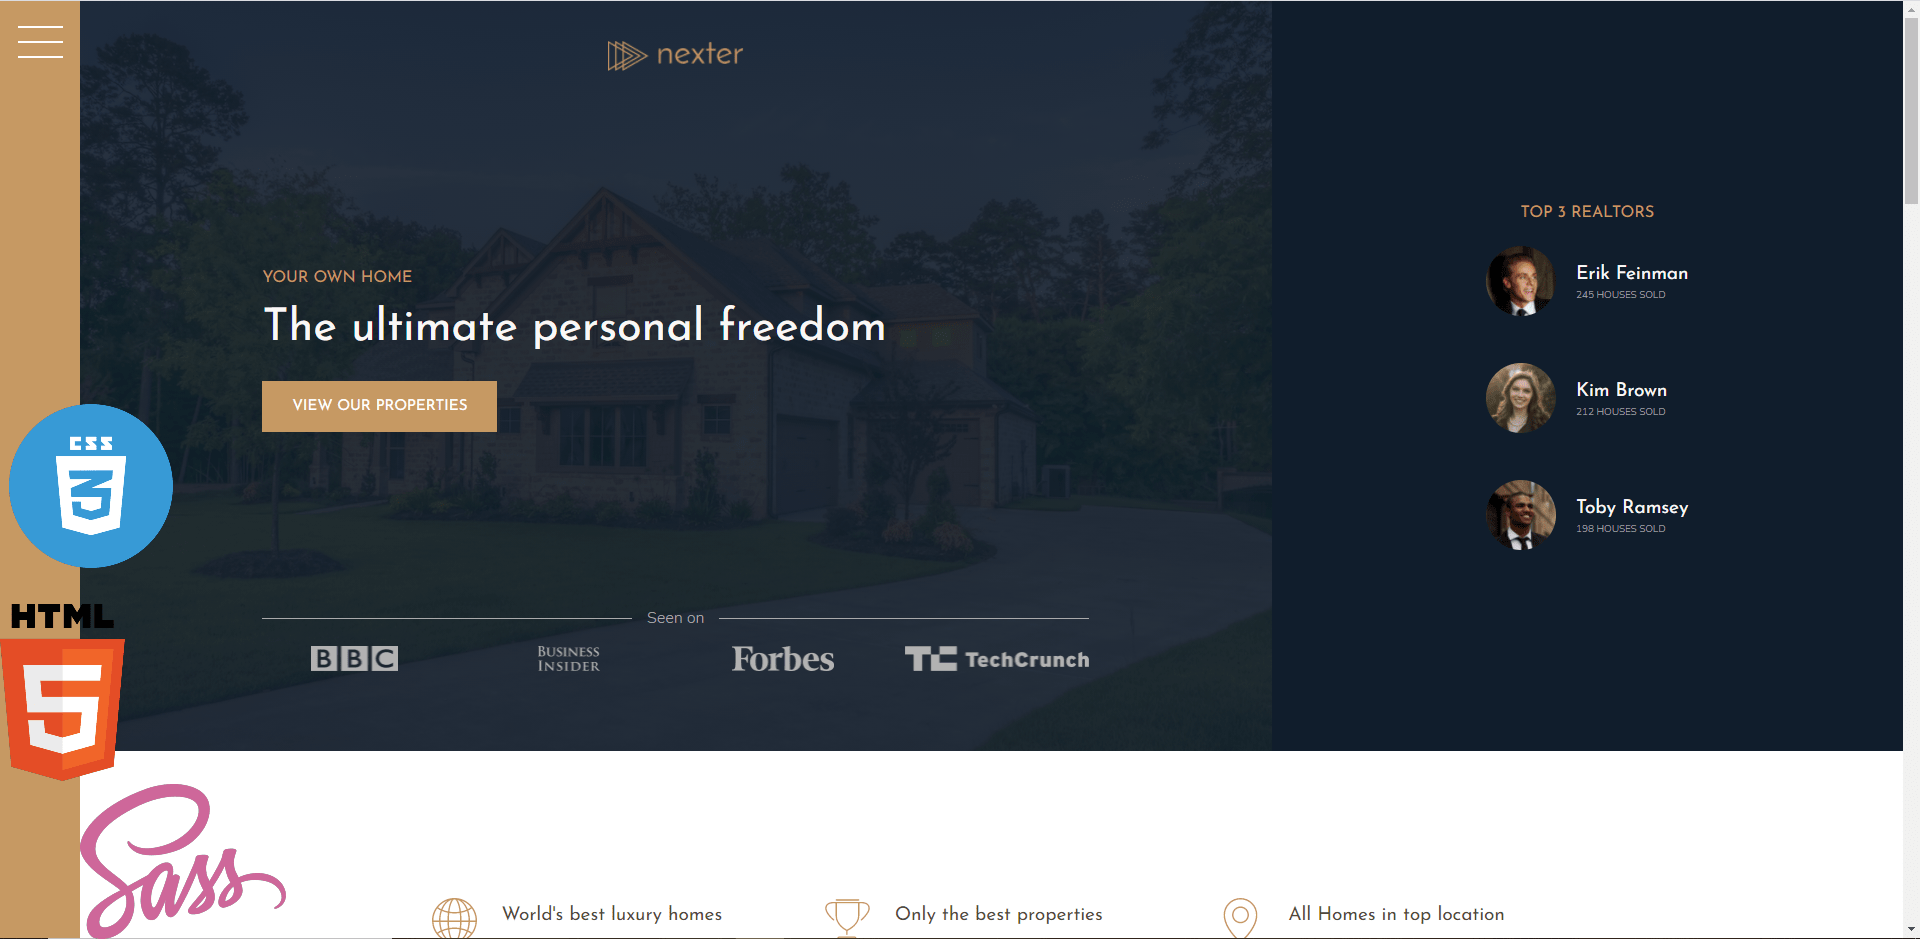 nexter
YOUR OWN HOME
The ultimate personal freedom
VIEW OUR PROPERTIES
Seen on
BBC
BUSINESS
INSIDER
Forbes
TC TechCrunch
TOP 3 REALTORS
Erik Feinman
245 HOUSES SOLD
Kim Brown
212 HOUSES SOLD
Toby Ramsey
198 HOUSES SOLD
CSS
3
HTML
5
Sass
World's best luxury homes
Only the best properties
All Homes in top location